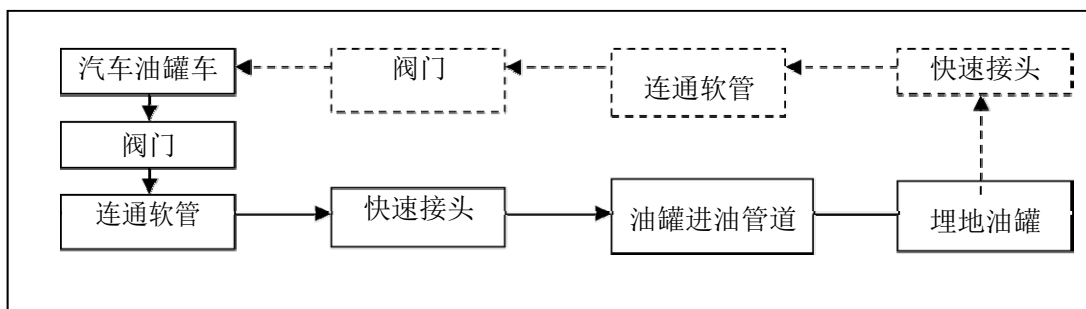 汽车油罐车
阀门
连通软管
快速接头
阀门
连通软管
快速接头
油罐进油管道
埋地油罐